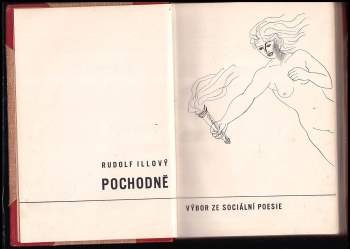 RUDOLF ILLOVÝ
POCHODNĚ
VÝBOR ZE SOCIÁLNÍ POESIE